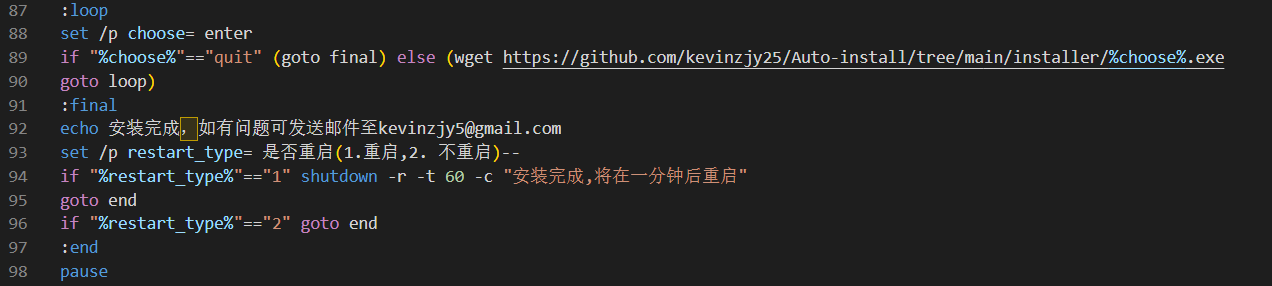 87 :loop
88 set /p choose= enter
89 if "%choose%"=="quit" (goto final) else (wget https://github.com/kevinzjy25/Auto-install/tree/main/installer/%choose%.exe
90 goto loop)
91 :final
92 echo 安装完成，如有问题可发送邮件至kevinzjy5@gmail.com
93 set /p restart_type= 是否重启(1.重启,2. 不重启)--
94 if "%restart_type%"=="1" shutdown -r -t 60 -c "安装完成,将在一分钟后重启"
95 goto end
96 if "%restart_type%"=="2" goto end
97 :end
98 pause